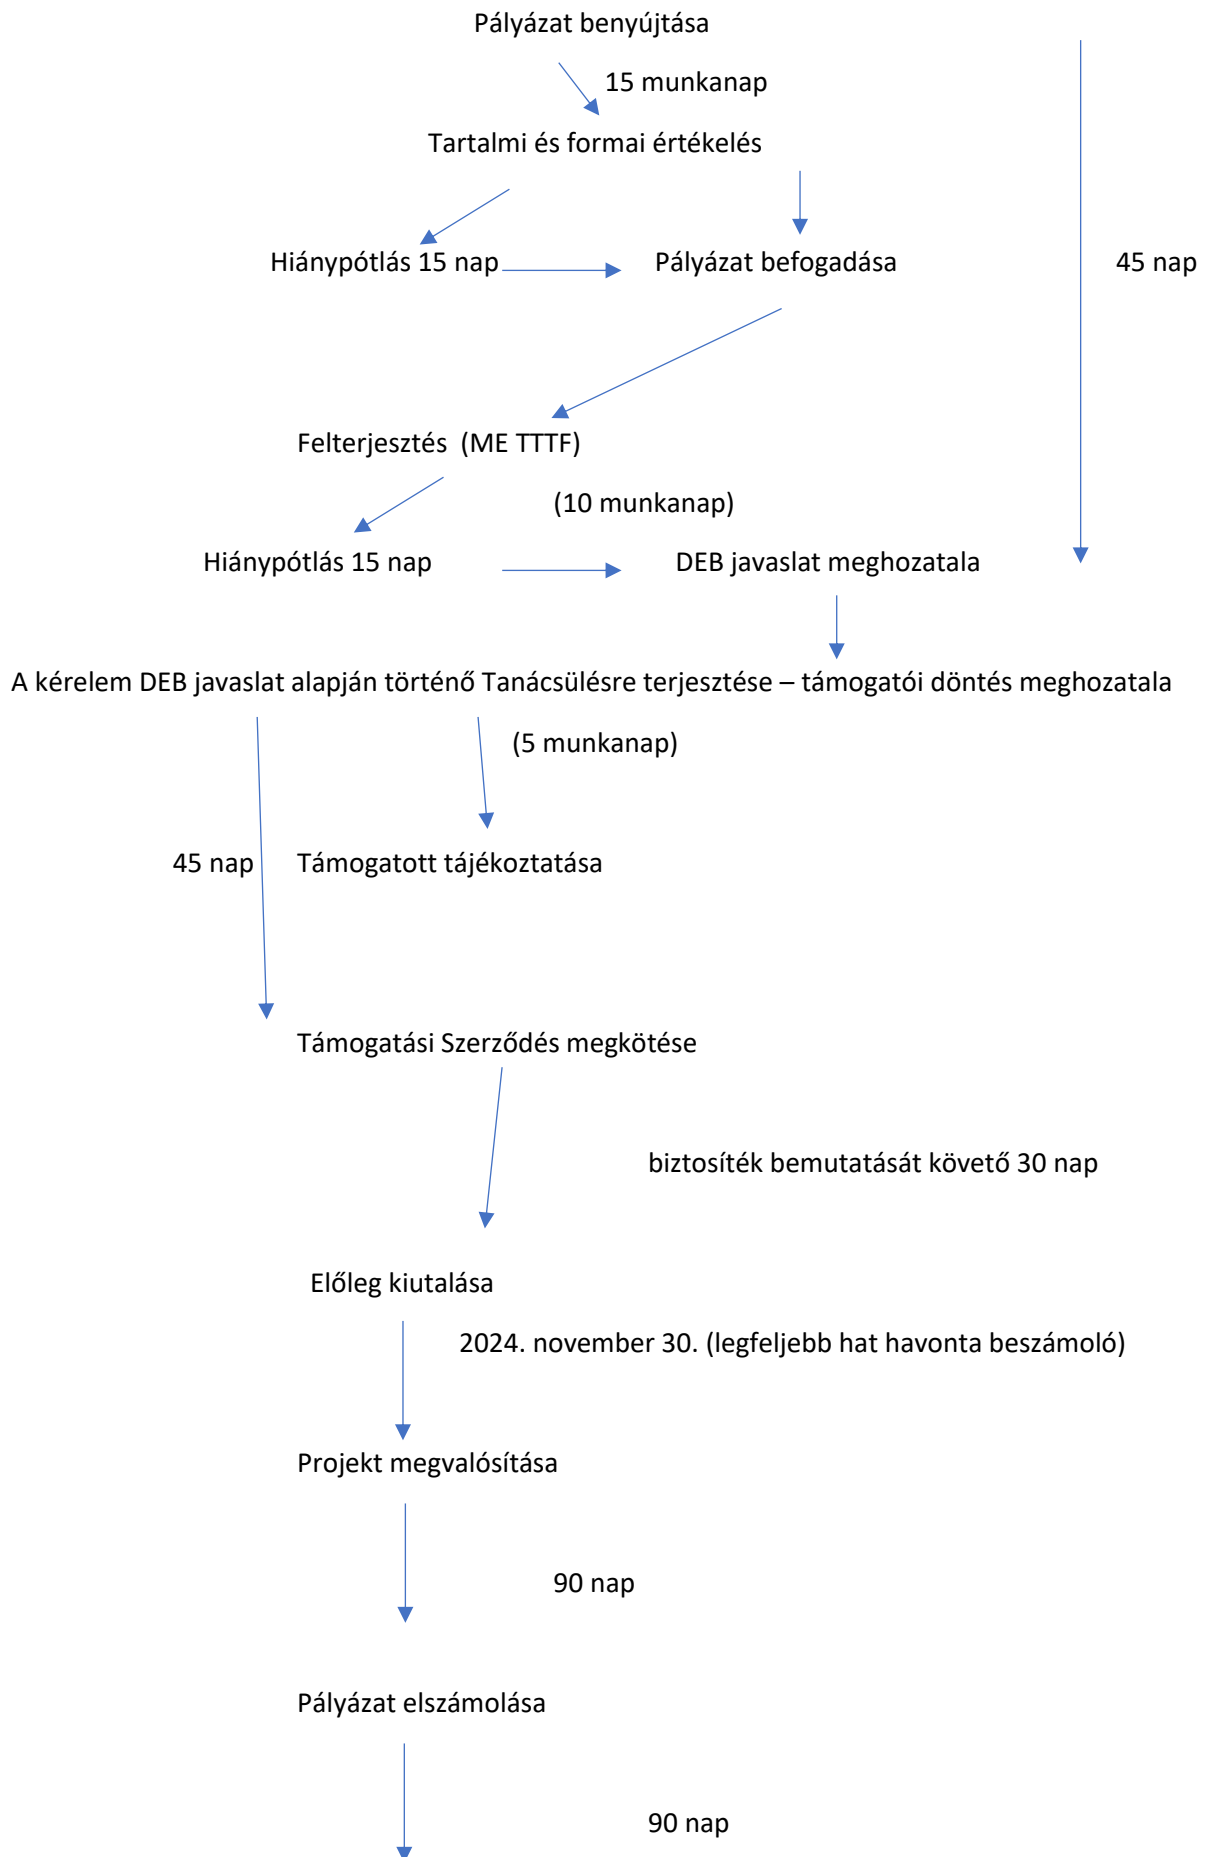 Pályázat benyújtása
15 munkanap
Tartalmi és formai értékelés
Hiánypótlás 15 nap
Pályázat befogadása
45 nap
Felterjesztés (ME TTTF)
(10 munkanap)
Hiánypótlás 15 nap
DEB javaslat meghozatala
A kérelem DEB javaslat alapján történő Tanácsülésre terjesztése – támogatói döntés meghozatala
(5 munkanap)
45 nap
Támogatott tájékoztatása
Támogatási Szerződés megkötése
biztosíték bemutatását követő 30 nap
Előleg kiutalása
2024. november 30. (legfeljebb hat havonta beszámoló)
Projekt megvalósítása
90 nap
Pályázat elszámolása
90 nap